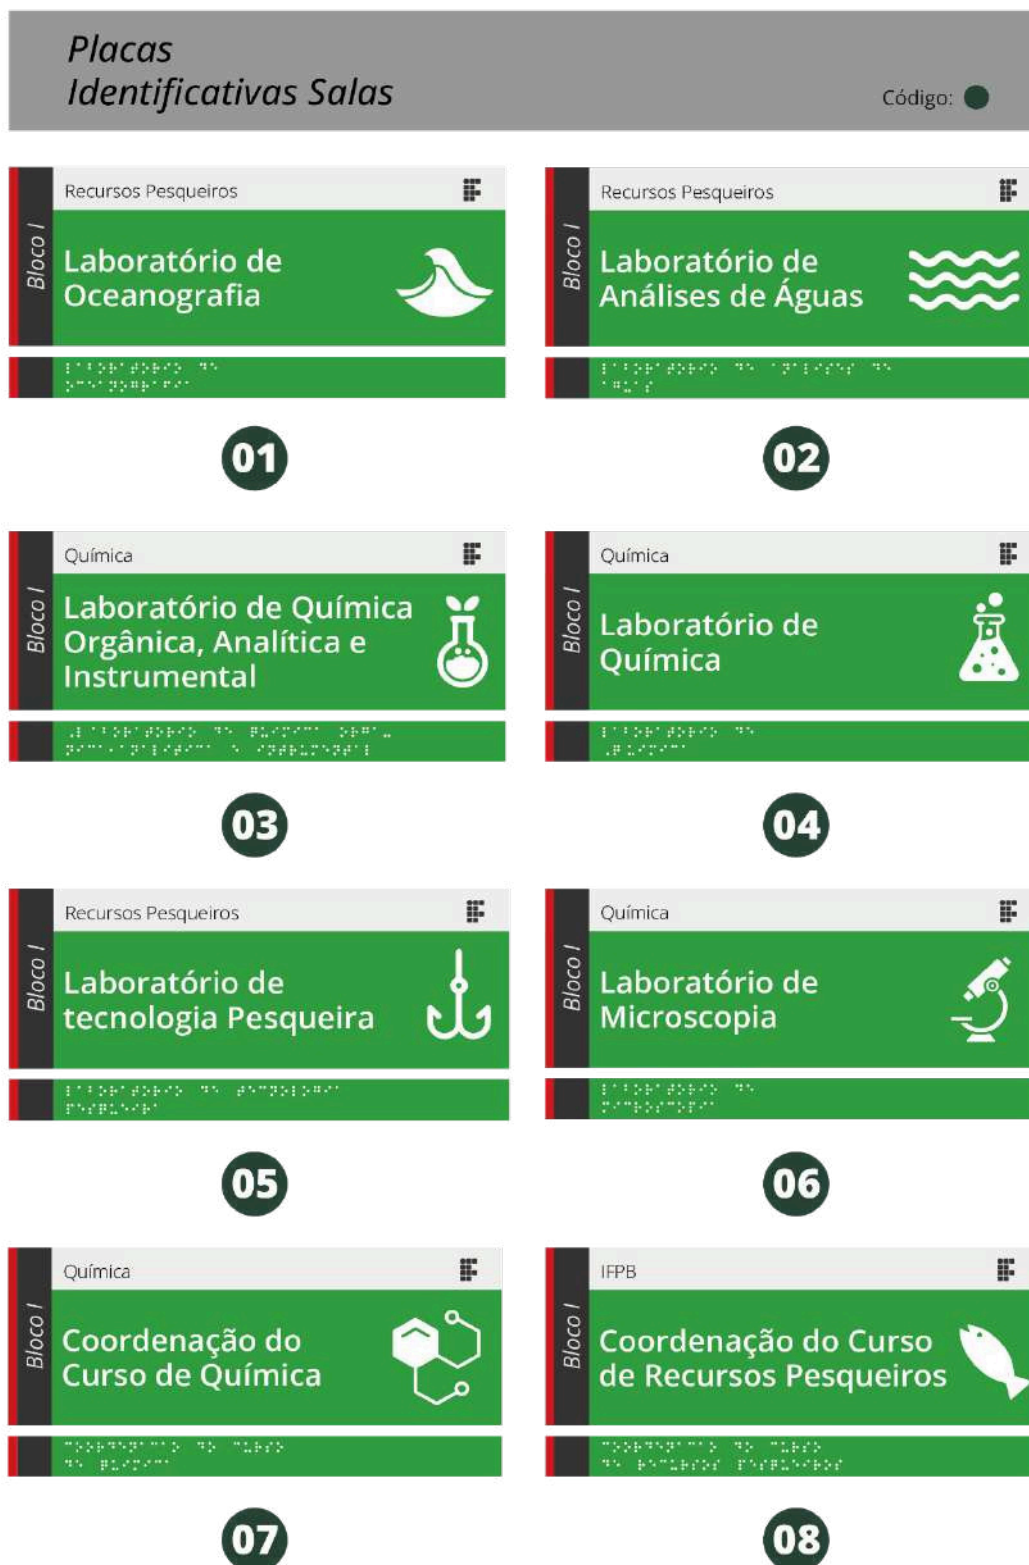 Placas
Identificativas Salas
Código:
Recursos Pesqueiros
Bloco I
Laboratório de
Oceanografia
01
Recursos Pesqueiros
Bloco I
Laboratório de
Análises de Águas
02
Química
Bloco I
Laboratório de Química
Orgânica, Analítica e
Instrumental
03
Química
Bloco I
Laboratório de
Química
04
Recursos Pesqueiros
Bloco I
Laboratório de
tecnologia Pesqueira
05
Química
Bloco I
Laboratório de
Microscopia
06
Química
Bloco I
Coordenação do
Curso de Química
07
IFPB
Bloco I
Coordenação do Curso
de Recursos Pesqueiros
08